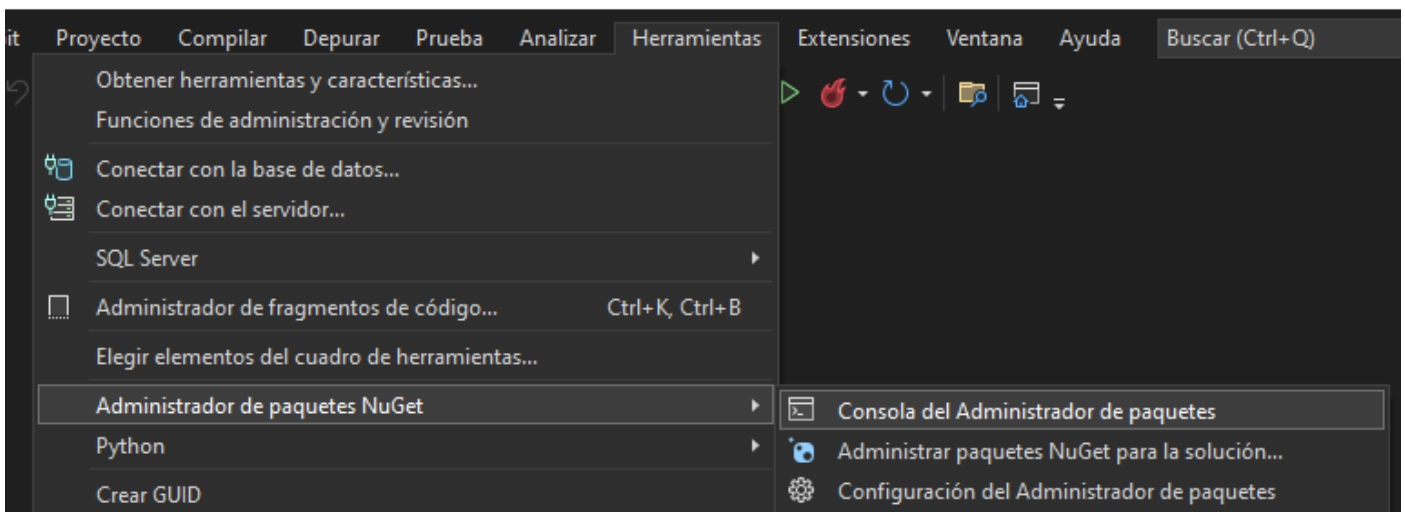 it Proyecto Compilar Depurar Prueba Analizar Herramientas Extensiones Ventana Ayuda Buscar (Ctrl+Q)
Obtener herramientas y características...
Funciones de administración y revisión
Conectar con la base de datos...
Conectar con el servidor...
SQL Server
Administrador de fragmentos de código... Ctrl+K, Ctrl+B
Elegir elementos del cuadro de herramientas...
Administrador de paquetes NuGet
Python
Crear GUID
Consola del Administrador de paquetes
Administrar paquetes NuGet para la solución...
Configuración del Administrador de paquetes